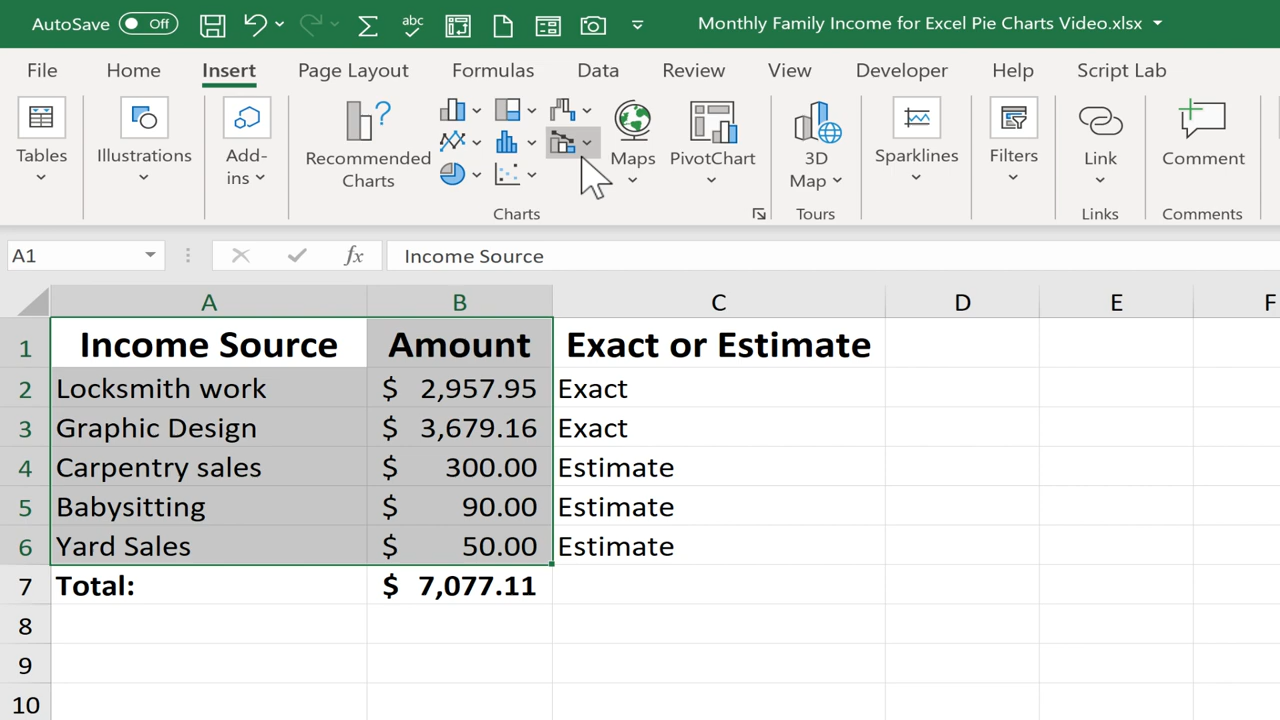 AutoSave Off abc Monthly Family Income for Excel Pie Charts Video.xlsx
File Home Insert Page Layout Formulas Data Review View Developer Help Script Lab
Tables Illustrations Add-ins Recommended Charts Maps PivotChart 3D Map Sparklines Filters Link Comment
Charts Tours Links Comments
A1 fx Income Source
A B C D E F
1 Income Source Amount Exact or Estimate
2 Locksmith work $ 2,957.95 Exact
3 Graphic Design $ 3,679.16 Exact
4 Carpentry sales $ 300.00 Estimate
5 Babysitting $ 90.00 Estimate
6 Yard Sales $ 50.00 Estimate
7 Total: $ 7,077.11
8
9
10